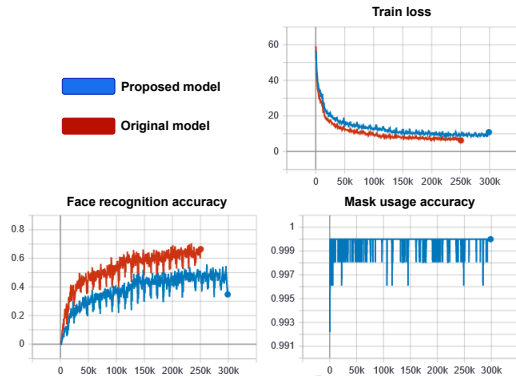 Train loss
60
40
20
0
0 50k 100k 150k 200k 250k 300k
Proposed model
Original model
Face recognition accuracy
0.8
0.6
0.4
0.2
0
0 50k 100k 150k 200k 250k 300k
Mask usage accuracy
1
0.999
0.997
0.995
0.993
0.991
0 50k 100k 150k 200k 250k 300k